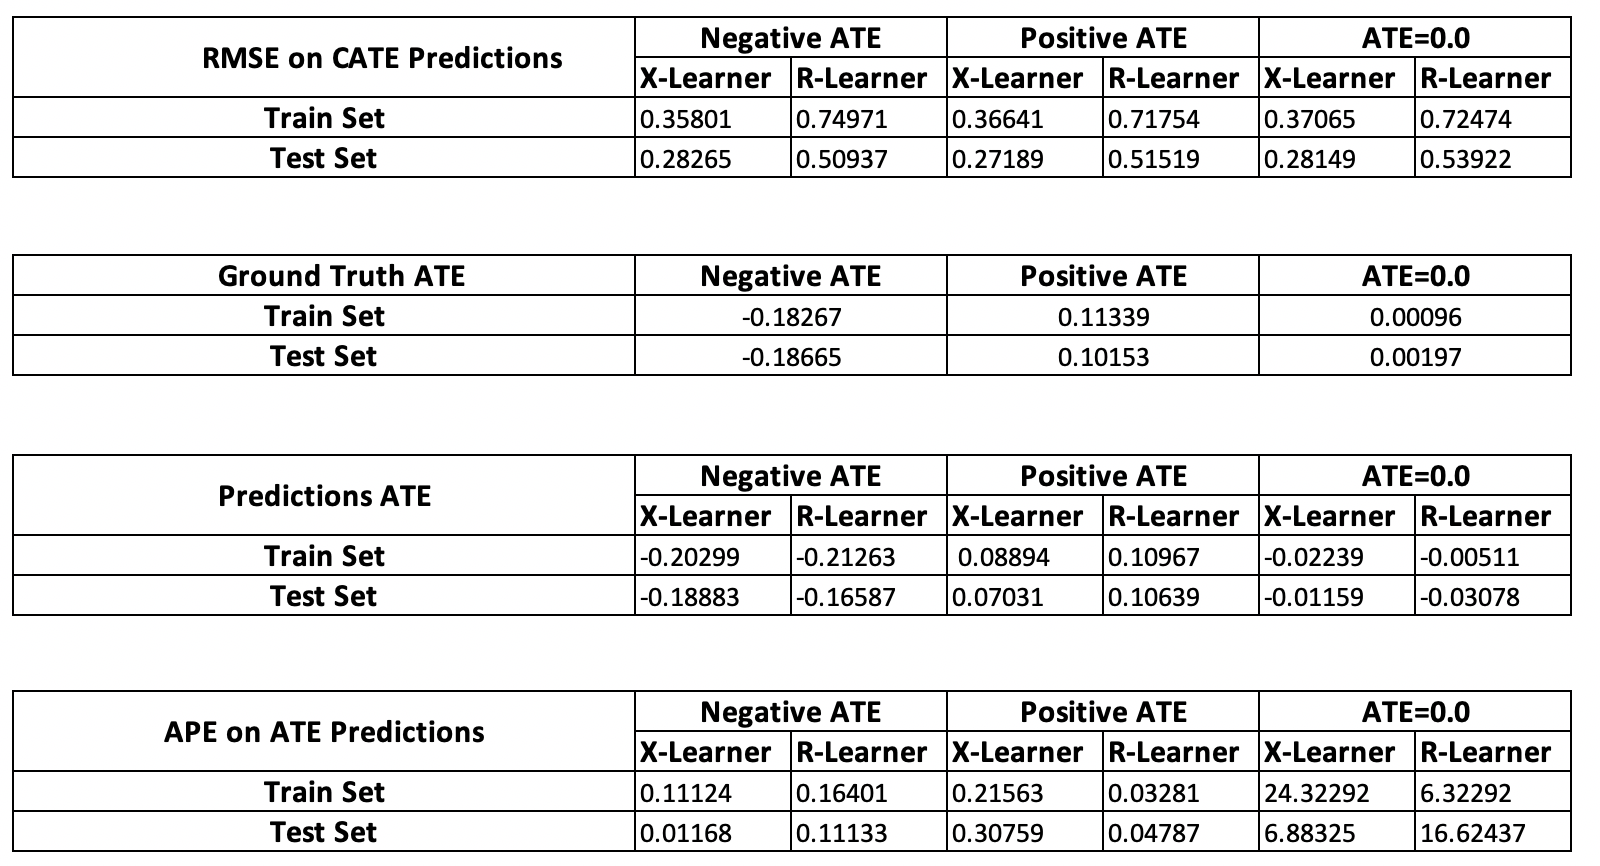 RMSE on CATE Predictions Negative ATE Positive ATE ATE=0.0
X-Learner R-Learner X-Learner R-Learner X-Learner R-Learner
Train Set 0.35801 0.74971 0.36641 0.71754 0.37065 0.72474
Test Set 0.28265 0.50937 0.27189 0.51519 0.28149 0.53922
Ground Truth ATE Negative ATE Positive ATE ATE=0.0
Train Set -0.18267 0.11339 0.00096
Test Set -0.18665 0.10153 0.00197
Predictions ATE Negative ATE Positive ATE ATE=0.0
X-Learner R-Learner X-Learner R-Learner X-Learner R-Learner
Train Set -0.20299 -0.21263 0.08894 0.10967 -0.02239 -0.00511
Test Set -0.18883 -0.16587 0.07031 0.10639 -0.01159 -0.03078
APE on ATE Predictions Negative ATE Positive ATE ATE=0.0
X-Learner R-Learner X-Learner R-Learner X-Learner R-Learner
Train Set 0.11124 0.16401 0.21563 0.03281 24.32292 6.32292
Test Set 0.01168 0.11133 0.30759 0.04787 6.88325 16.62437